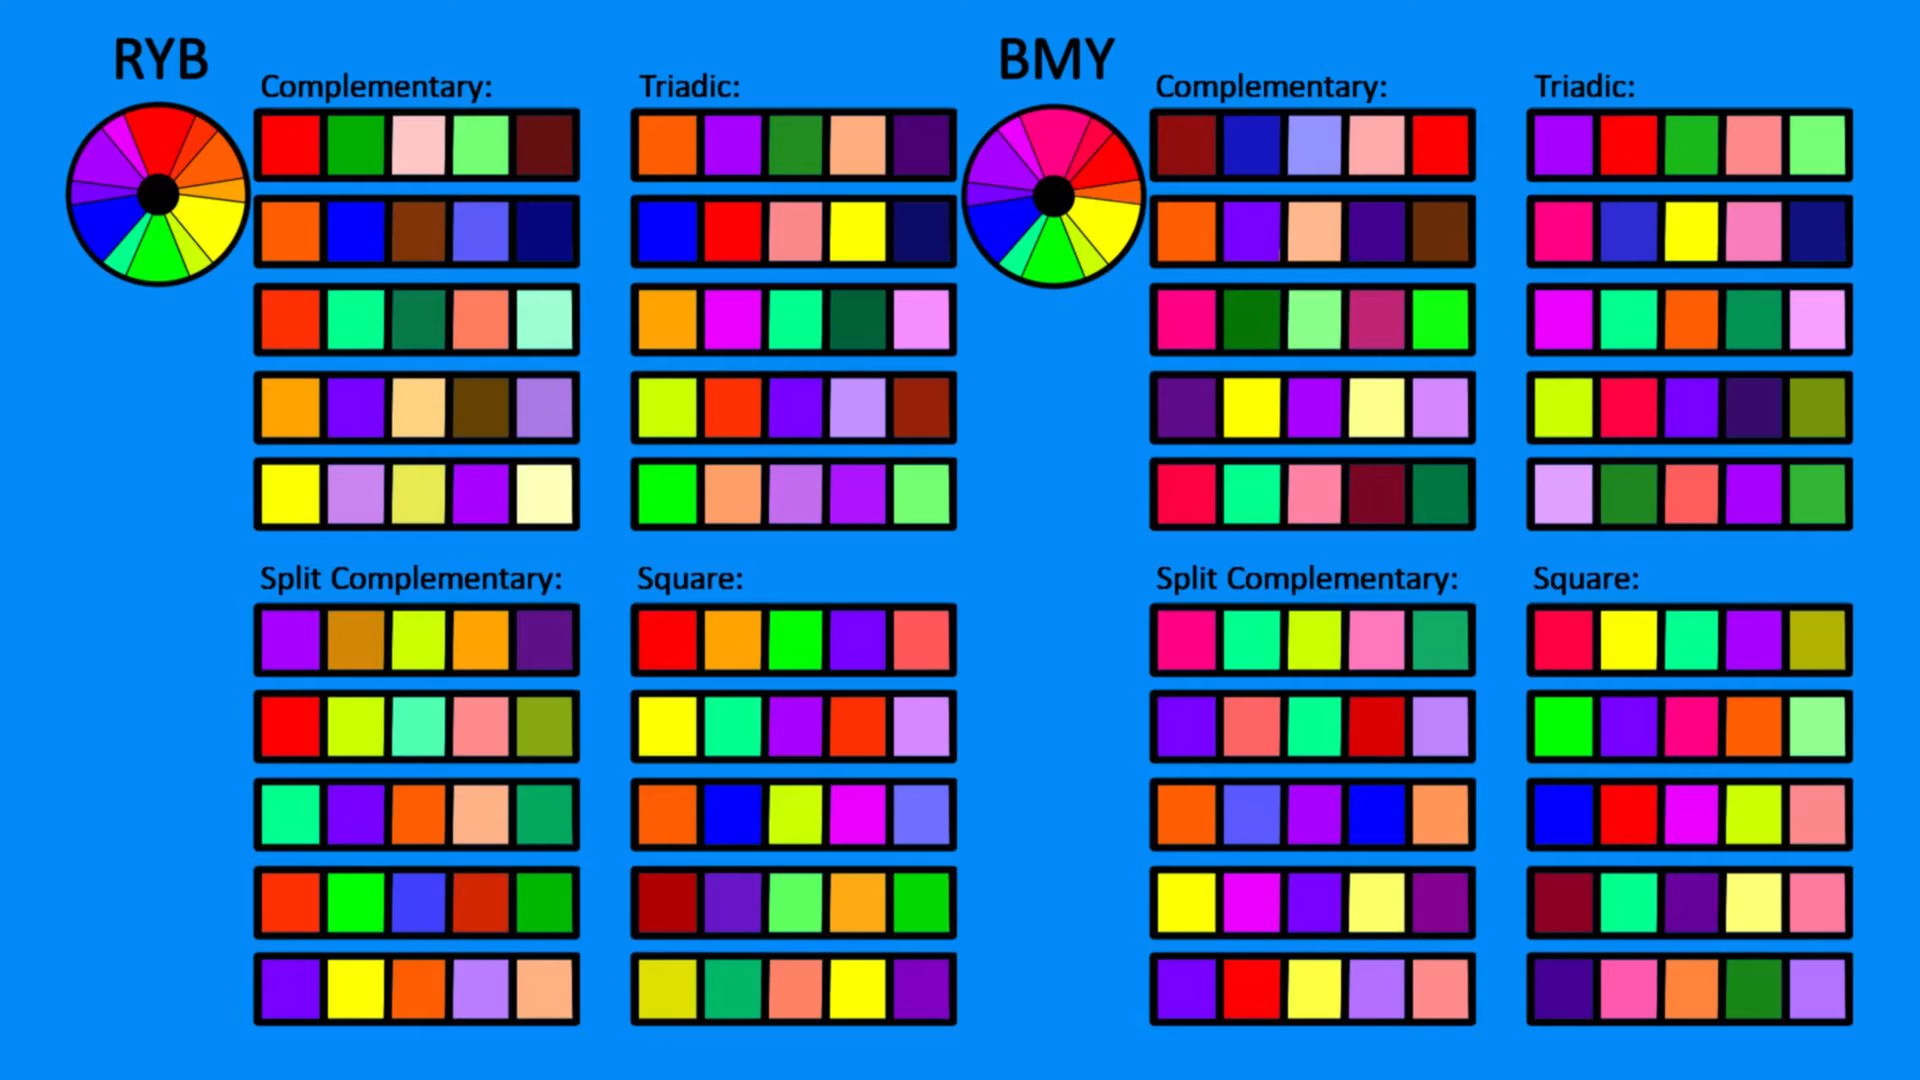 RYB
Complementary:
Triadic:
Split Complementary:
Square:
BMY
Complementary:
Triadic:
Split Complementary:
Square: